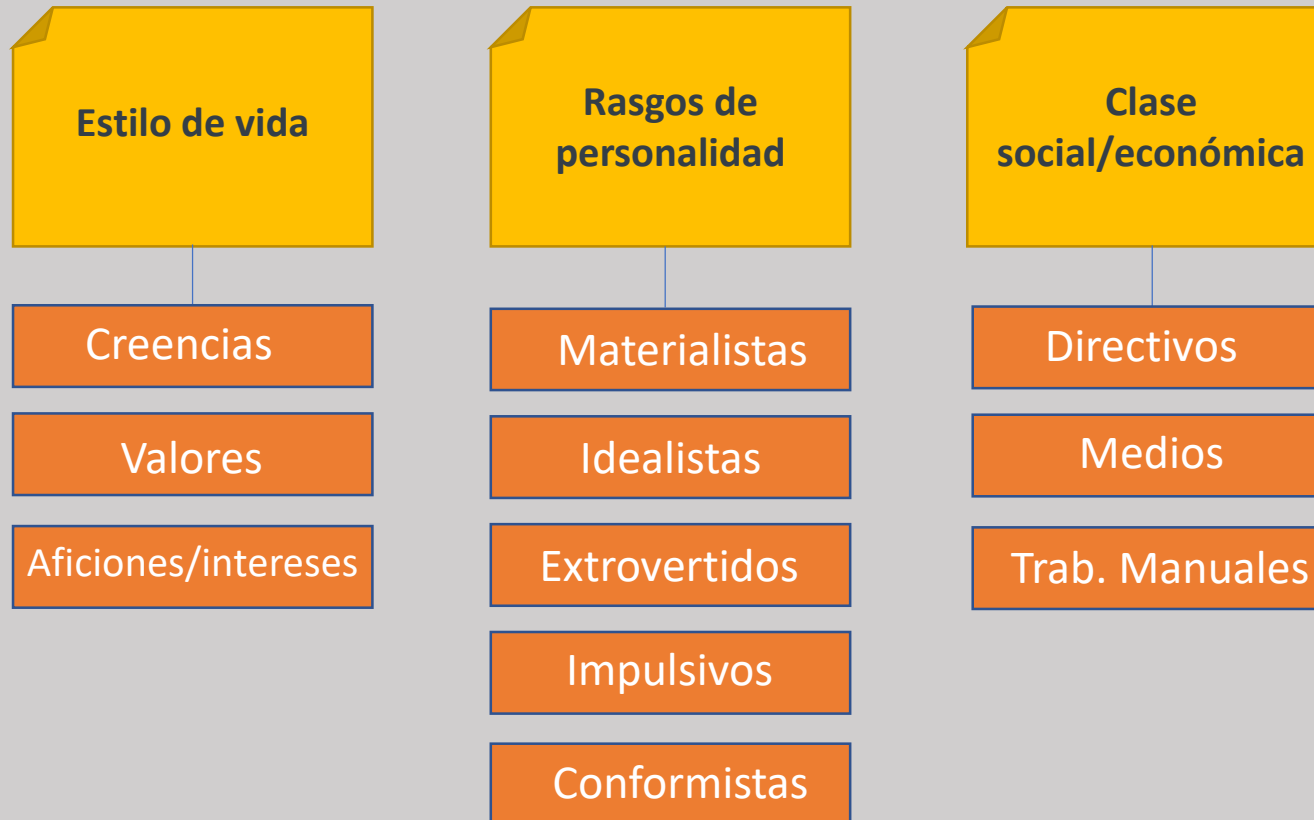 Estilo de vida
Creencias
Valores
Aficiones/intereses
Rasgos de
personalidad
Materialistas
Idealistas
Extrovertidos
Impulsivos
Conformistas
Clase
social/económica
Directivos
Medios
Trab. Manuales